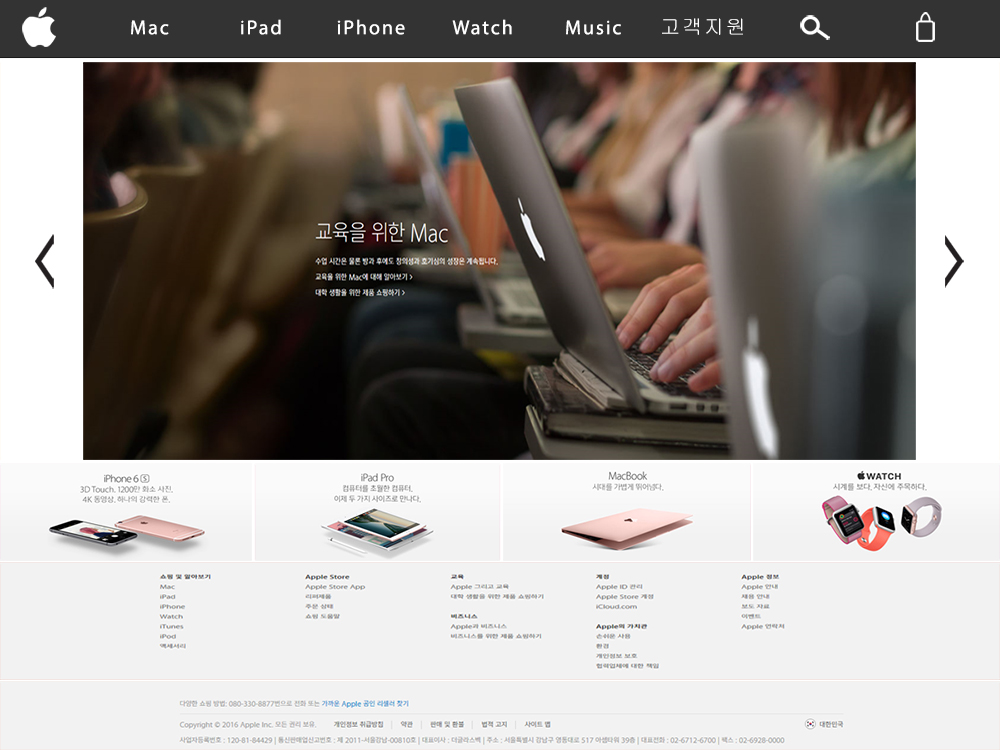 Mac iPad iPhone Watch Music 고객지원
교육을 위한 Mac
수업 시간은 물론 방과 후에도 창의성과 호기심의 성장은 계속됩니다.
교육을 위한 Mac에 대해 알아보기 >
대학 생활을 위한 제품 쇼핑하기 >
iPhone 6 S
3D Touch. 1200만 화소 사진.
4K 동영상. 하나의 강력한 폰.
iPad Pro
컴퓨터를 초월한 컴퓨터.
이제 두 가지 사이즈로 만나다.
MacBook
시대를 가볍게 뛰어넘다.
WATCH
시계를 보다. 자신에 주목하다.
쇼핑 및 알아보기
Mac
iPad
iPhone
Watch
iTunes
iPod
액세서리
Apple Store
Apple Store App
리퍼제품
주문 상태
쇼핑 도움말
교육
Apple 그리고 교육
대학 생활을 위한 제품 쇼핑하기
비즈니스
Apple과 비즈니스
비즈니스를 위한 제품 쇼핑하기
계정
Apple ID 관리
Apple Store 계정
iCloud.com
Apple의 가치관
손쉬운 사용
환경
개인정보 보호
협력업체에 대한 책임
Apple 정보
Apple 안내
채용 안내
보도 자료
이벤트
Apple 연락처
다양한 쇼핑 방법: 080-330-8877번으로 전화 또는 가까운 Apple 공인 리셀러 찾기
Copyright © 2016 Apple Inc. 모든 권리 보유. 개인정보 취급방침 | 약관 | 판매 및 환불 | 법적 고지 | 사이트 맵 대한민국
사업자등록번호 : 120-81-84429 | 통신판매업신고번호 : 제 2011-서울강남-00810호 | 대표이사 : 더글라스벡 | 주소 : 서울특별시 강남구 영동대로 517 아셈타워 39층 | 대표전화 : 02-6712-6700 | 팩스 : 02-6928-0000